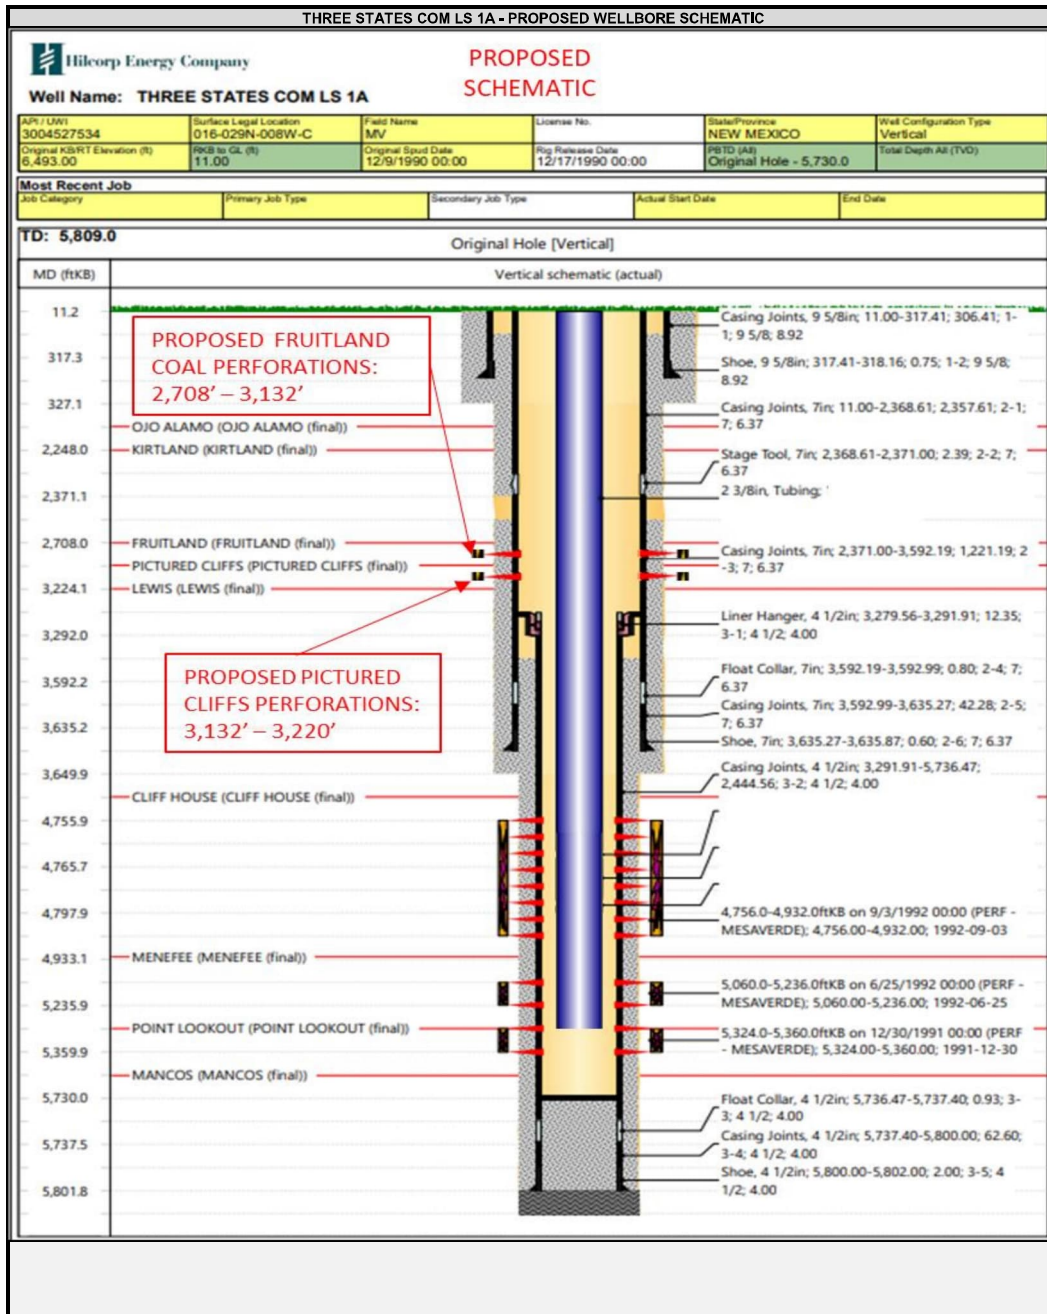 THREE STATES COM LS 1A - PROPOSED WELLBORE SCHEMATIC
Hilcorp Energy Company
PROPOSED
SCHEMATIC
Well Name: THREE STATES COM LS 1A
API / UWI
3004527534
Surface Legal Location
016-029N-008W-C
Field Name
MV
License No.
State/Province
NEW MEXICO
Well Configuration Type
Vertical
Original KB/RT Elevation (ft)
6,493.00
RKB to GL (ft)
11.00
Original Spud Date
12/9/1990 00:00
Rig Release Date
12/17/1990 00:00
PBTD (All)
Original Hole - 5,730.0
Total Depth All (TVD)
Most Recent Job
Job Category
Primary Job Type
Secondary Job Type
Actual Start Date
End Date
TD: 5,809.0
Original Hole [Vertical]
MD (ftKB)
Vertical schematic (actual)
11.2
317.3
327.1
2,248.0
2,371.1
2,708.0
3,224.1
3,292.0
3,592.2
3,635.2
3,649.9
4,755.9
4,765.7
4,797.9
4,933.1
5,235.9
5,359.9
5,730.0
5,737.5
5,801.8
PROPOSED FRUITLAND
COAL PERFORATIONS:
2,708’ – 3,132’
OJO ALAMO (OJO ALAMO (final))
KIRTLAND (KIRTLAND (final))
FRUITLAND (FRUITLAND (final))
PICTURED CLIFFS (PICTURED CLIFFS (final))
LEWIS (LEWIS (final))
PROPOSED PICTURED
CLIFFS PERFORATIONS:
3,132’ – 3,220’
CLIFF HOUSE (CLIFF HOUSE (final))
MENEFEE (MENEFEE (final))
POINT LOOKOUT (POINT LOOKOUT (final))
MANCOS (MANCOS (final))
Casing Joints, 9 5/8in; 11.00-317.41; 306.41; 1-
1; 9 5/8; 8.92
Shoe, 9 5/8in; 317.41-318.16; 0.75; 1-2; 9 5/8;
8.92
Casing Joints, 7in; 11.00-2,368.61; 2,357.61; 2-1;
7; 6.37
Stage Tool, 7in; 2,368.61-2,371.00; 2.39; 2-2; 7;
6.37
2 3/8in, Tubing;
Casing Joints, 7in; 2,371.00-3,592.19; 1,221.19; 2
-3; 7; 6.37
Liner Hanger, 4 1/2in; 3,279.56-3,291.91; 12.35;
3-1; 4 1/2; 4.00
Float Collar, 7in; 3,592.19-3,592.99; 0.80; 2-4; 7;
6.37
Casing Joints, 7in; 3,592.99-3,635.27; 42.28; 2-5;
7; 6.37
Shoe, 7in; 3,635.27-3,635.87; 0.60; 2-6; 7; 6.37
Casing Joints, 4 1/2in; 3,291.91-5,736.47;
2,444.56; 3-2; 4 1/2; 4.00
4,756.0-4,932.0ftKB on 9/3/1992 00:00 (PERF -
MESAVERDE); 4,756.00-4,932.00; 1992-09-03
5,060.0-5,236.0ftKB on 6/25/1992 00:00 (PERF -
MESAVERDE); 5,060.00-5,236.00; 1992-06-25
5,324.0-5,360.0ftKB on 12/30/1991 00:00 (PERF
- MESAVERDE); 5,324.00-5,360.00; 1991-12-30
Float Collar, 4 1/2in; 5,736.47-5,737.40; 0.93; 3-
3; 4 1/2; 4.00
Casing Joints, 4 1/2in; 5,737.40-5,800.00; 62.60;
3-4; 4 1/2; 4.00
Shoe, 4 1/2in; 5,800.00-5,802.00; 2.00; 3-5; 4
1/2; 4.00